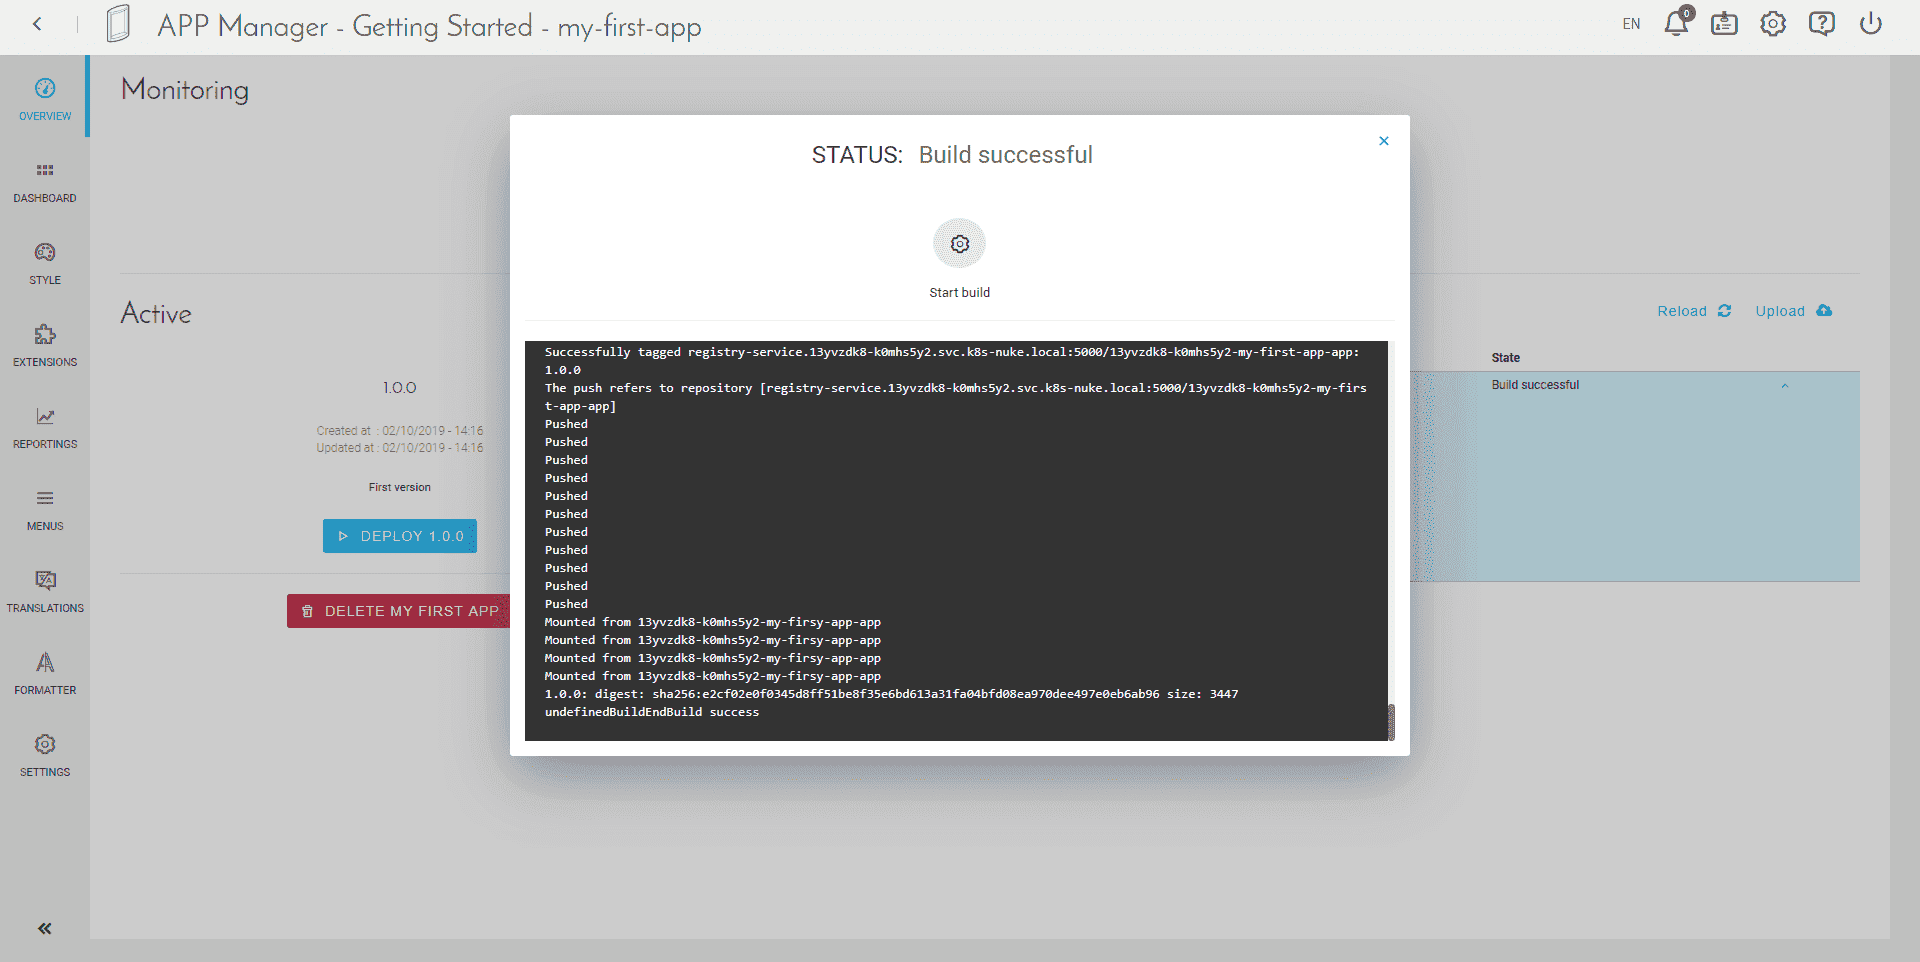 APP Manager - Getting Started - my-first-app
EN
0
OVERVIEW
DASHBOARD
STYLE
EXTENSIONS
REPORTINGS
MENUS
TRANSLATIONS
FORMATTER
SETTINGS
Monitoring
Active
Reload
Upload
1.0.0
Created at : 02/10/2019 - 14:16
Updated at : 02/10/2019 - 14:16
First version
DEPLOY 1.0.0
DELETE MY FIRST APP
State
Build successful
STATUS: Build successful
Start build
Successfully tagged registry-service.13yvzdk8-k0mhs5y2.svc.k8s-nuke.local:5000/13yvzdk8-k0mhs5y2-my-first-app-app:
1.0.0
The push refers to repository [registry-service.13yvzdk8-k0mhs5y2.svc.k8s-nuke.local:5000/13yvzdk8-k0mhs5y2-my-firs
t-app-app]
Pushed
Pushed
Pushed
Pushed
Pushed
Pushed
Pushed
Pushed
Pushed
Pushed
Pushed
Mounted from 13yvzdk8-k0mhs5y2-my-firsy-app-app
Mounted from 13yvzdk8-k0mhs5y2-my-firsy-app-app
Mounted from 13yvzdk8-k0mhs5y2-my-firsy-app-app
Mounted from 13yvzdk8-k0mhs5y2-my-firsy-app-app
1.0.0: digest: sha256:e2cf02e0f0345d8ff51be8f35e6bd613a31fa04bfd08ea970dee497e0eb6ab96 size: 3447
undefinedBuildEndBuild success